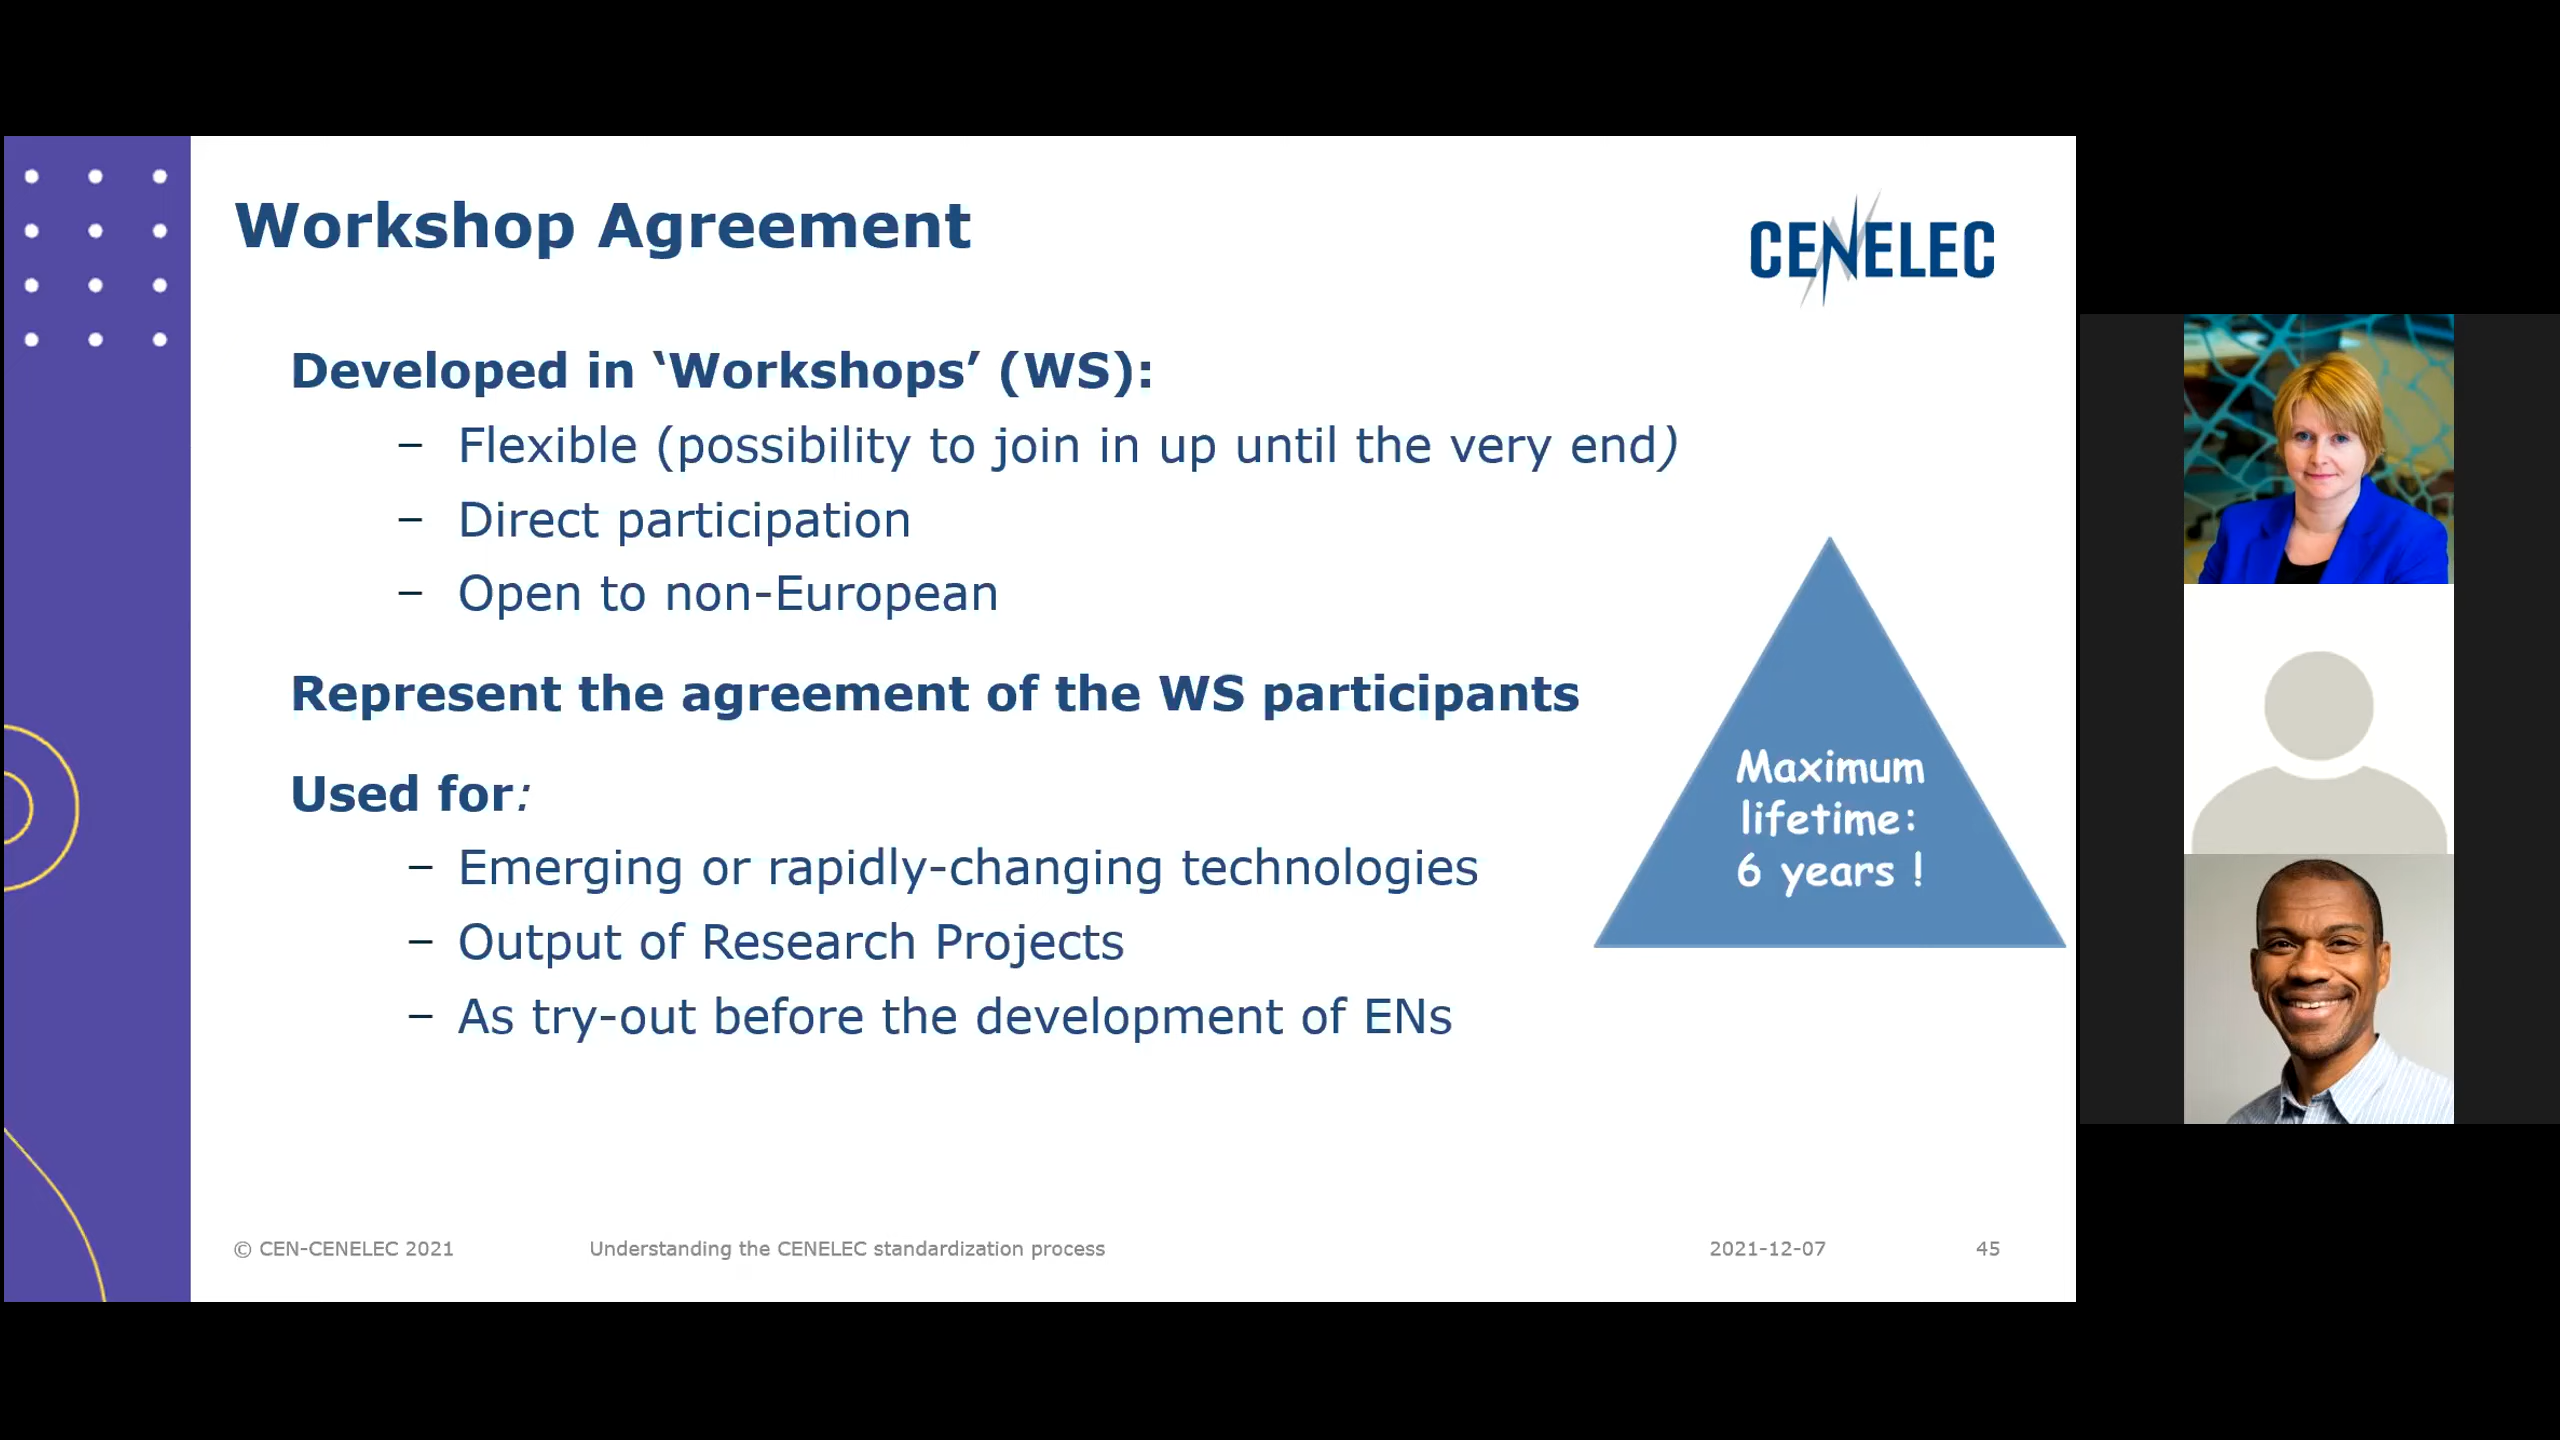 Workshop Agreement
CENELEC
Developed in ‘Workshops’ (WS):
– Flexible (possibility to join in up until the very end)
– Direct participation
– Open to non-European
Represent the agreement of the WS participants
Used for:
– Emerging or rapidly-changing technologies
– Output of Research Projects
– As try-out before the development of ENs
Maximum
lifetime:
6 years !
© CEN-CENELEC 2021
Understanding the CENELEC standardization process
2021-12-07
45